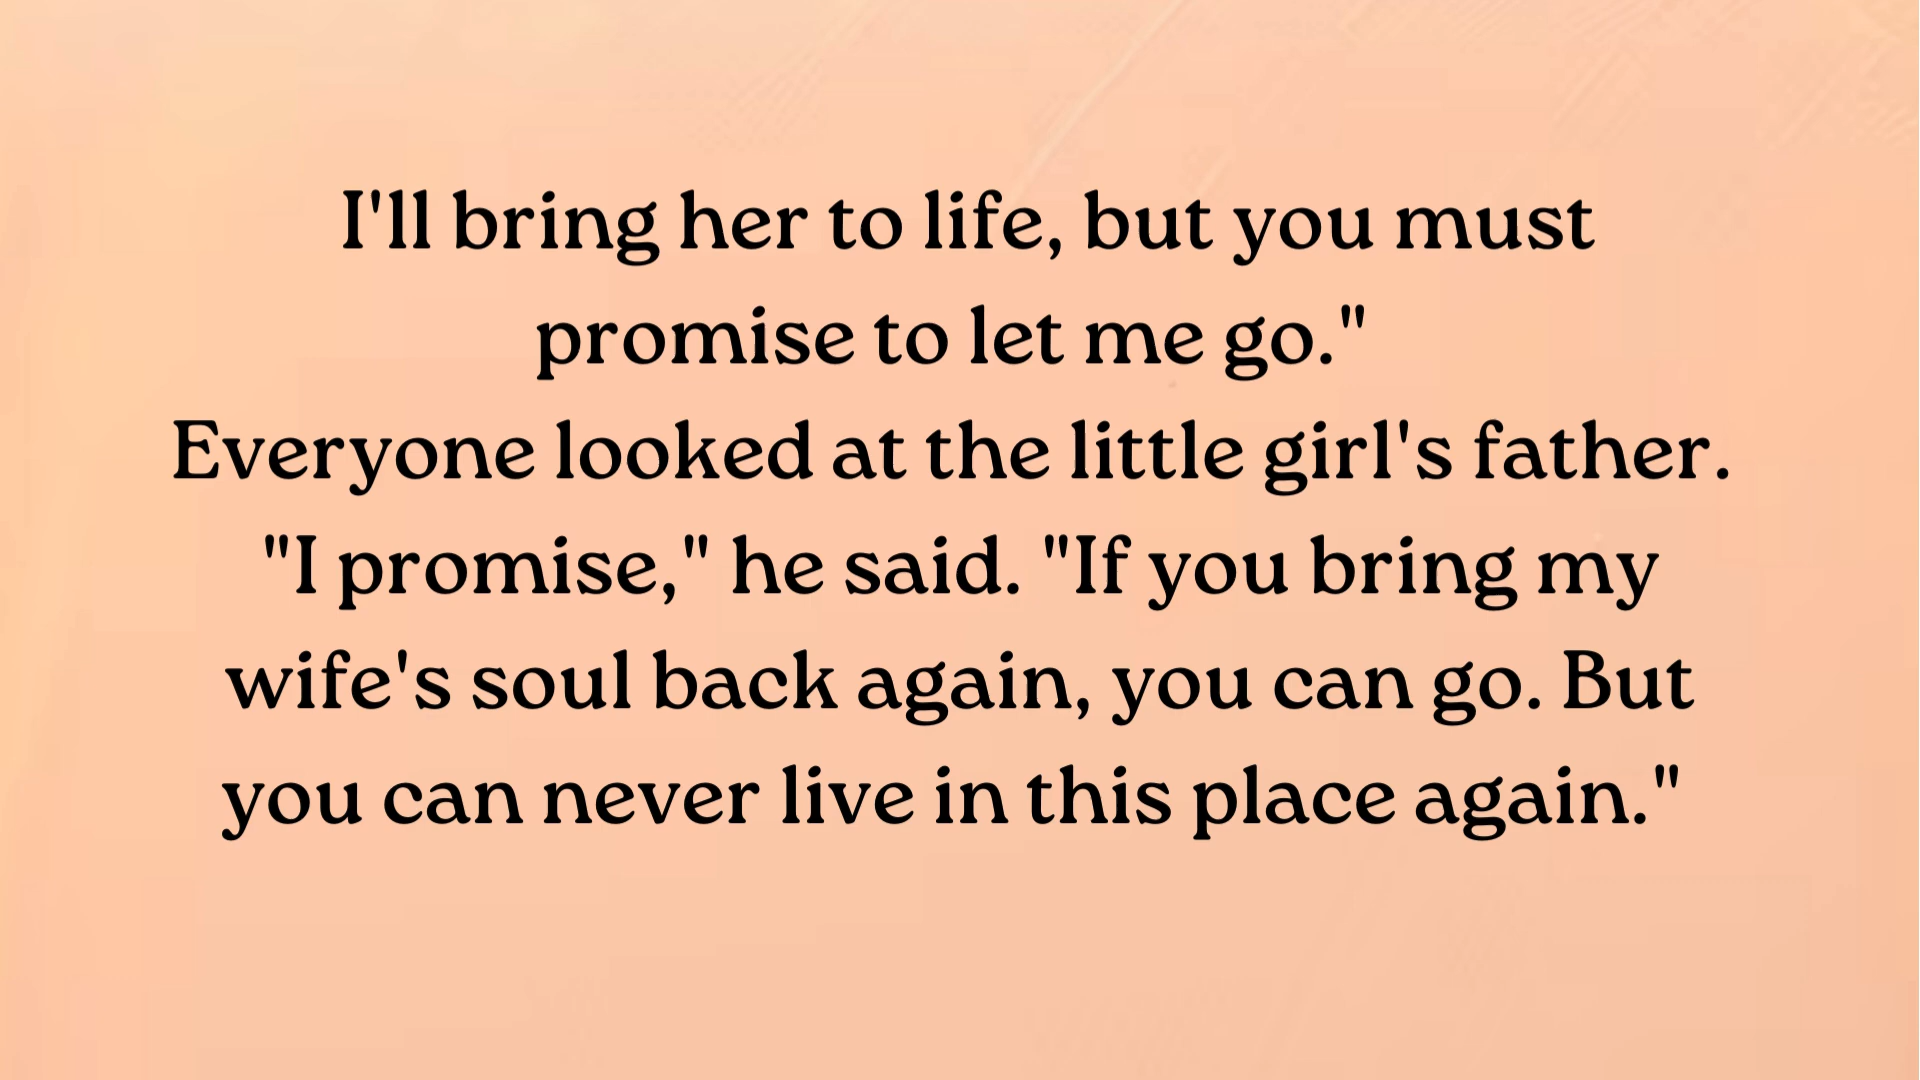 I'll bring her to life, but you must
promise to let me go."
Everyone looked at the little girl's father.
"I promise," he said. "If you bring my
wife's soul back again, you can go. But
you can never live in this place again."